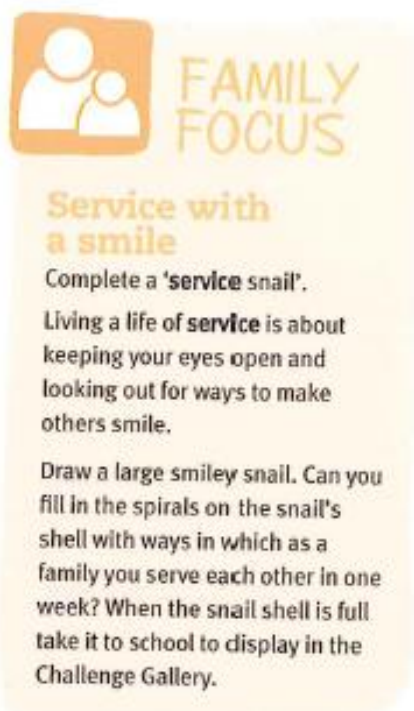 FAMILY
FOCUS
Service with
a smile
Complete a 'service snail'.
Living a life of service is about
keeping your eyes open and
looking out for ways to make
others smile.
Draw a large smiley snail. Can you
fill in the spirals on the snail's
shell with ways in which as a
family you serve each other in one
week? When the snail shell is full
take it to school to display in the
Challenge Gallery.